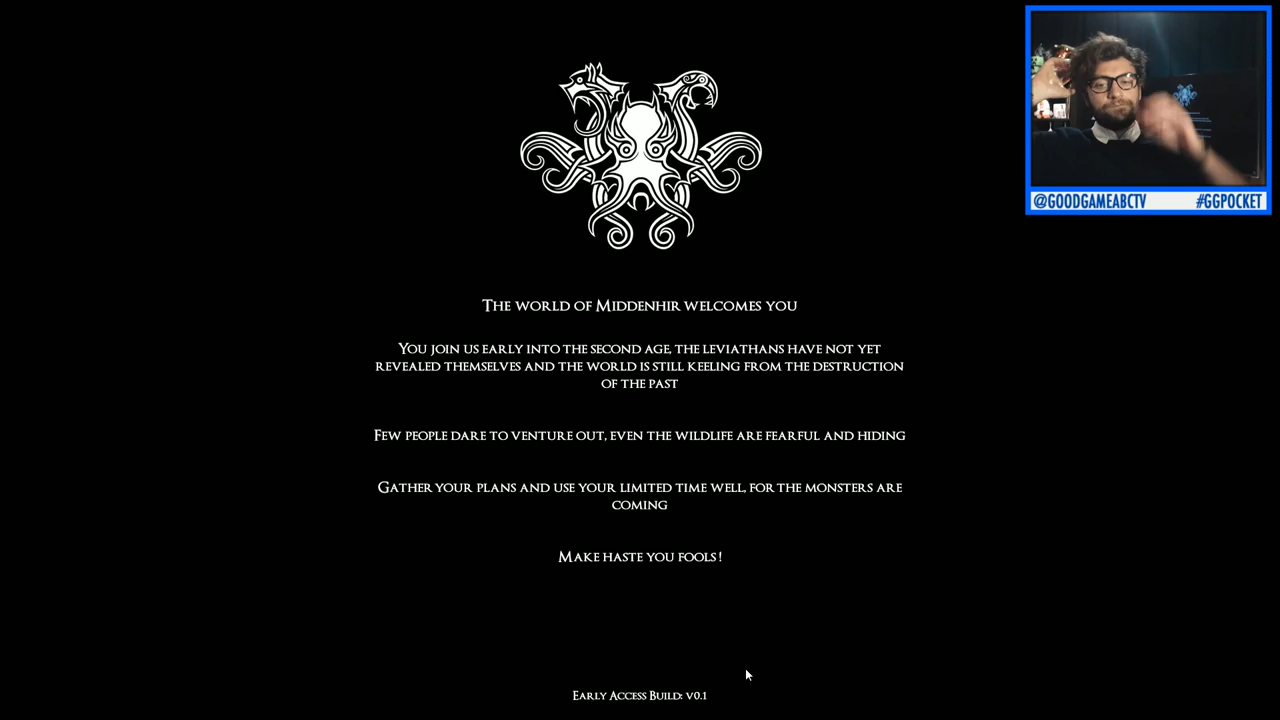 @GOODGAMEABCTV #GGPOCKET
The world of Middenhir welcomes you
You join us early into the second age, the leviathans have not yet
revealed themselves and the world is still keeling from the destruction
of the past
Few people dare to venture out, even the wildlife are fearful and hiding
Gather your plans and use your limited time well, for the monsters are
coming
Make haste you fools!
Early Access Build: v0.1